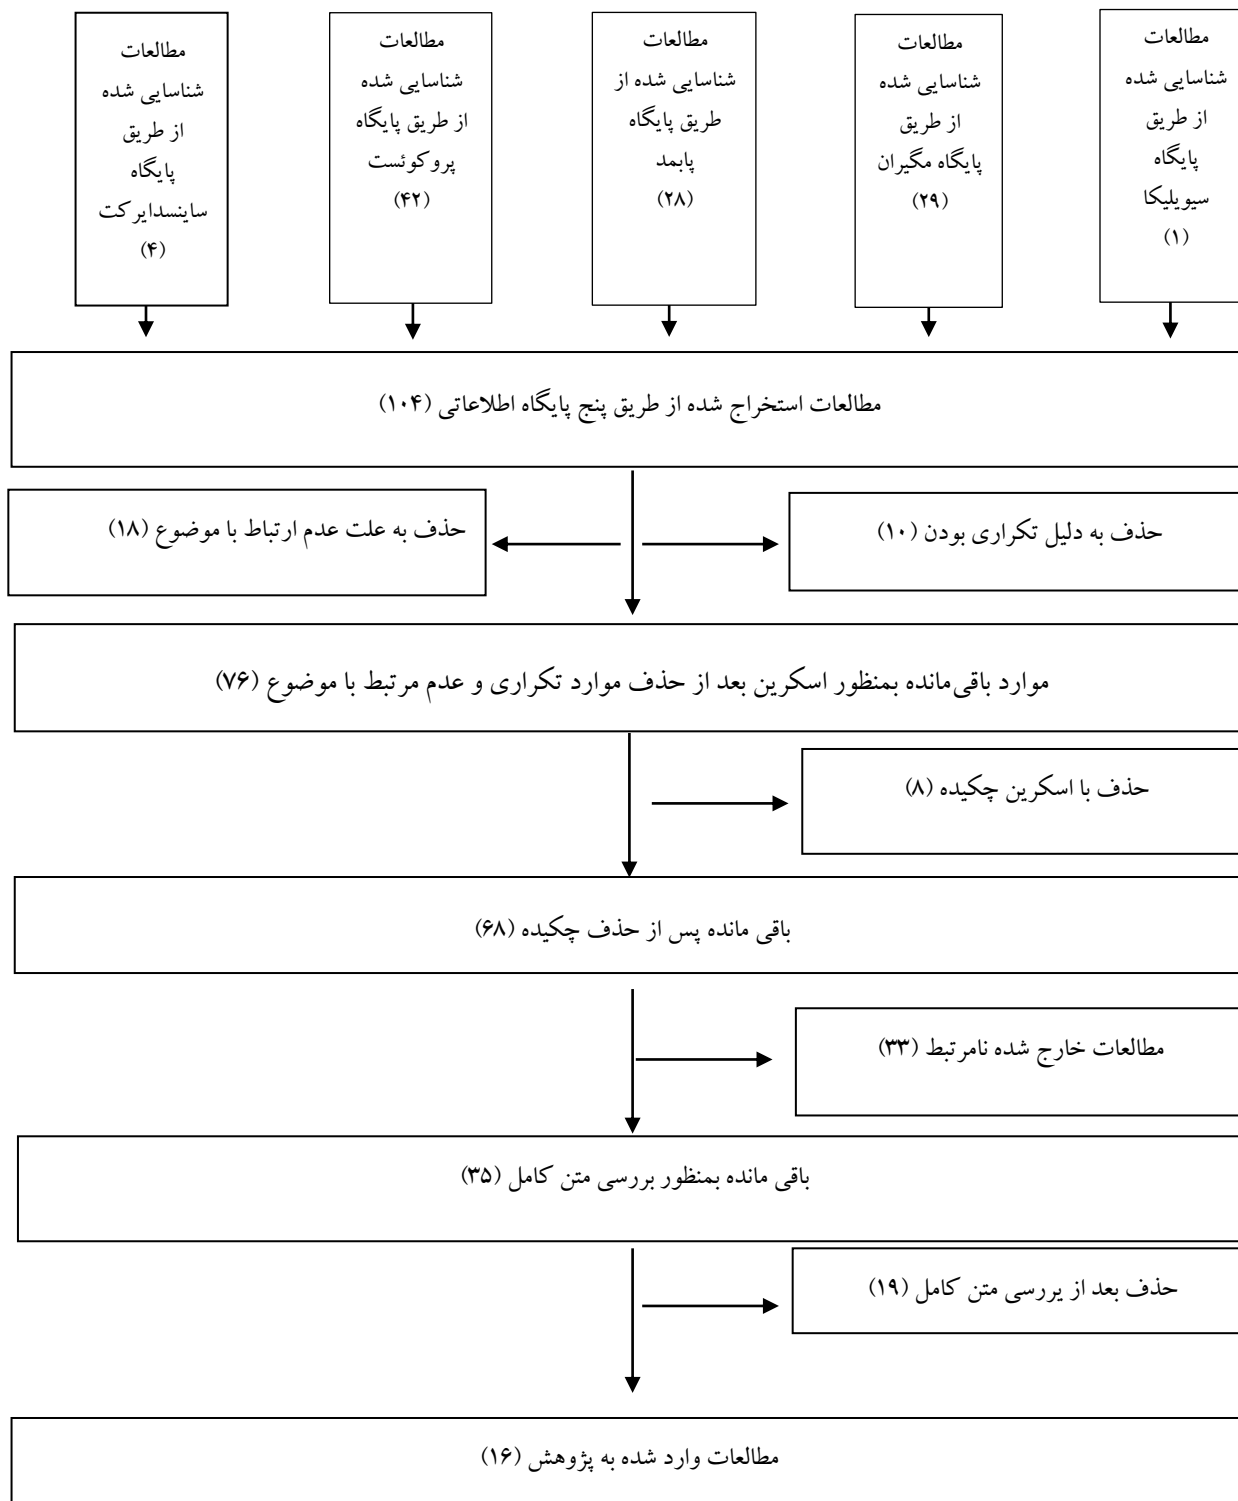 مطالعات
شناسایی شده
از طریق
پایگاه
سیویلیکا
(۱)
مطالعات
شناسایی شده
از طریق
پایگاه مگیران
(۲۹)
مطالعات
شناسایی شده از
طریق پایگاه
پابمد
(۲۸)
مطالعات
شناسایی شده
از طریق پایگاه
پروکوئست
(۴۲)
مطالعات
شناسایی شده
از طریق
پایگاه
ساینسدایرکت
(۴)
مطالعات استخراج شده از طریق پنج پایگاه اطلاعاتی (۱۰۴)
حذف به دلیل تکراری بودن (۱۰)
حذف به علت عدم ارتباط با موضوع (۱۸)
موارد باقی‌مانده بمنظور اسکرین بعد از حذف موارد تکراری و عدم مرتبط با موضوع (۷۶)
حذف با اسکرین چکیده (۸)
باقی مانده پس از حذف چکیده (۶۸)
مطالعات خارج شده نامرتبط (۳۳)
باقی مانده بمنظور بررسی متن کامل (۳۵)
حذف بعد از یررسی متن کامل (۱۹)
مطالعات وارد شده به پژوهش (۱۶)